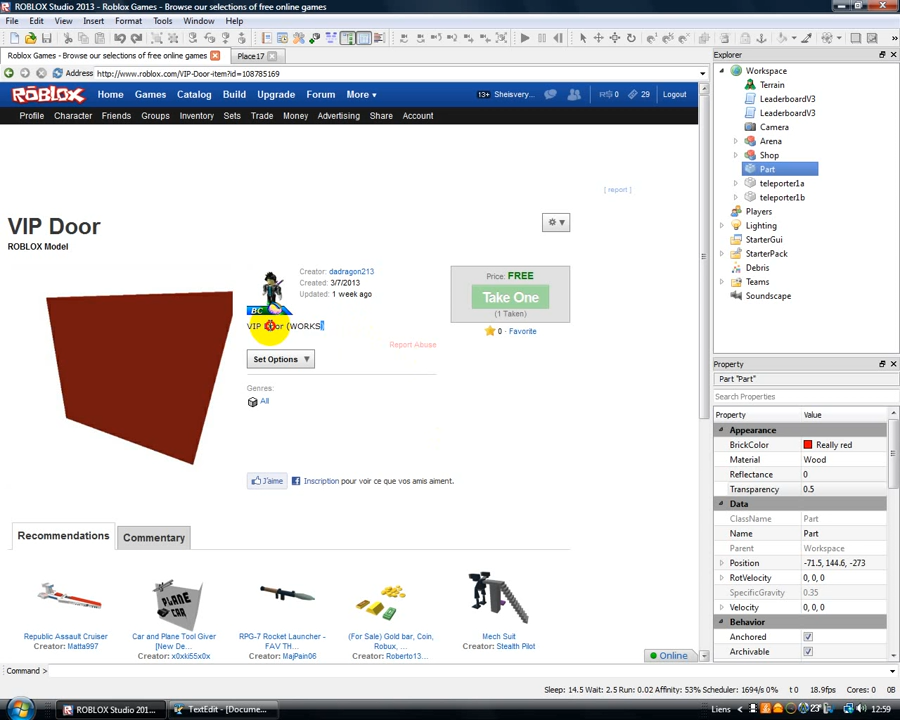 ROBLOX Studio 2013 - Roblox Games - Browse our selections of free online games
File Edit View Insert Format Tools Window Help
Roblox Games - Browse our selections of free online games Place17
Address http://www.roblox.com/VIP-Door-item?id=108785169
ROBLOX Home Games Catalog Build Upgrade Forum More 13+ Sheisvery... R$ 0 29 Logout
Profile Character Friends Groups Inventory Sets Trade Money Advertising Share Account
[ report ]
VIP Door
ROBLOX Model
Creator: dadragon213
Created: 3/7/2013
Updated: 1 week ago
BC
VIP Door (WORKS)
Price: FREE
Take One
(1 Taken)
0 · Favorite
Report Abuse
Set Options
Genres:
All
J'aime Inscription pour voir ce que vos amis aiment.
Recommendations Commentary
PLANE CAR
Republic Assault Cruiser
Creator: Matta997
Car and Plane Tool Giver
[New De...
Creator: x0xki55x0x
RPG-7 Rocket Launcher -
FAV TH...
Creator: MajPain06
(For Sale) Gold bar, Coin,
Robux, ...
Creator: Roberto13...
Mech Suit
Creator: Stealth Pilot
Online
Explorer
Workspace
Terrain
LeaderboardV3
LeaderboardV3
Camera
Arena
Shop
Part
teleporter1a
teleporter1b
Players
Lighting
StarterGui
StarterPack
Debris
Teams
Soundscape
Property
Part "Part"
Search Properties
Property Value
Appearance
BrickColor Really red
Material Wood
Reflectance 0
Transparency 0.5
Data
ClassName Part
Name Part
Parent Workspace
Position -71.5, 144.6, -273
RotVelocity 0, 0, 0
SpecificGravity 0.35
Velocity 0, 0, 0
Behavior
Anchored
Archivable
Command >
Sleep: 14.5 Wait: 2.5 Run: 0.02 Affinity: 53% Scheduler: 1694/s 0% t 0 18.9fps Cores: 0 0B
ROBLOX Studio 201... TextEdit - [Docume... Liens 12:59